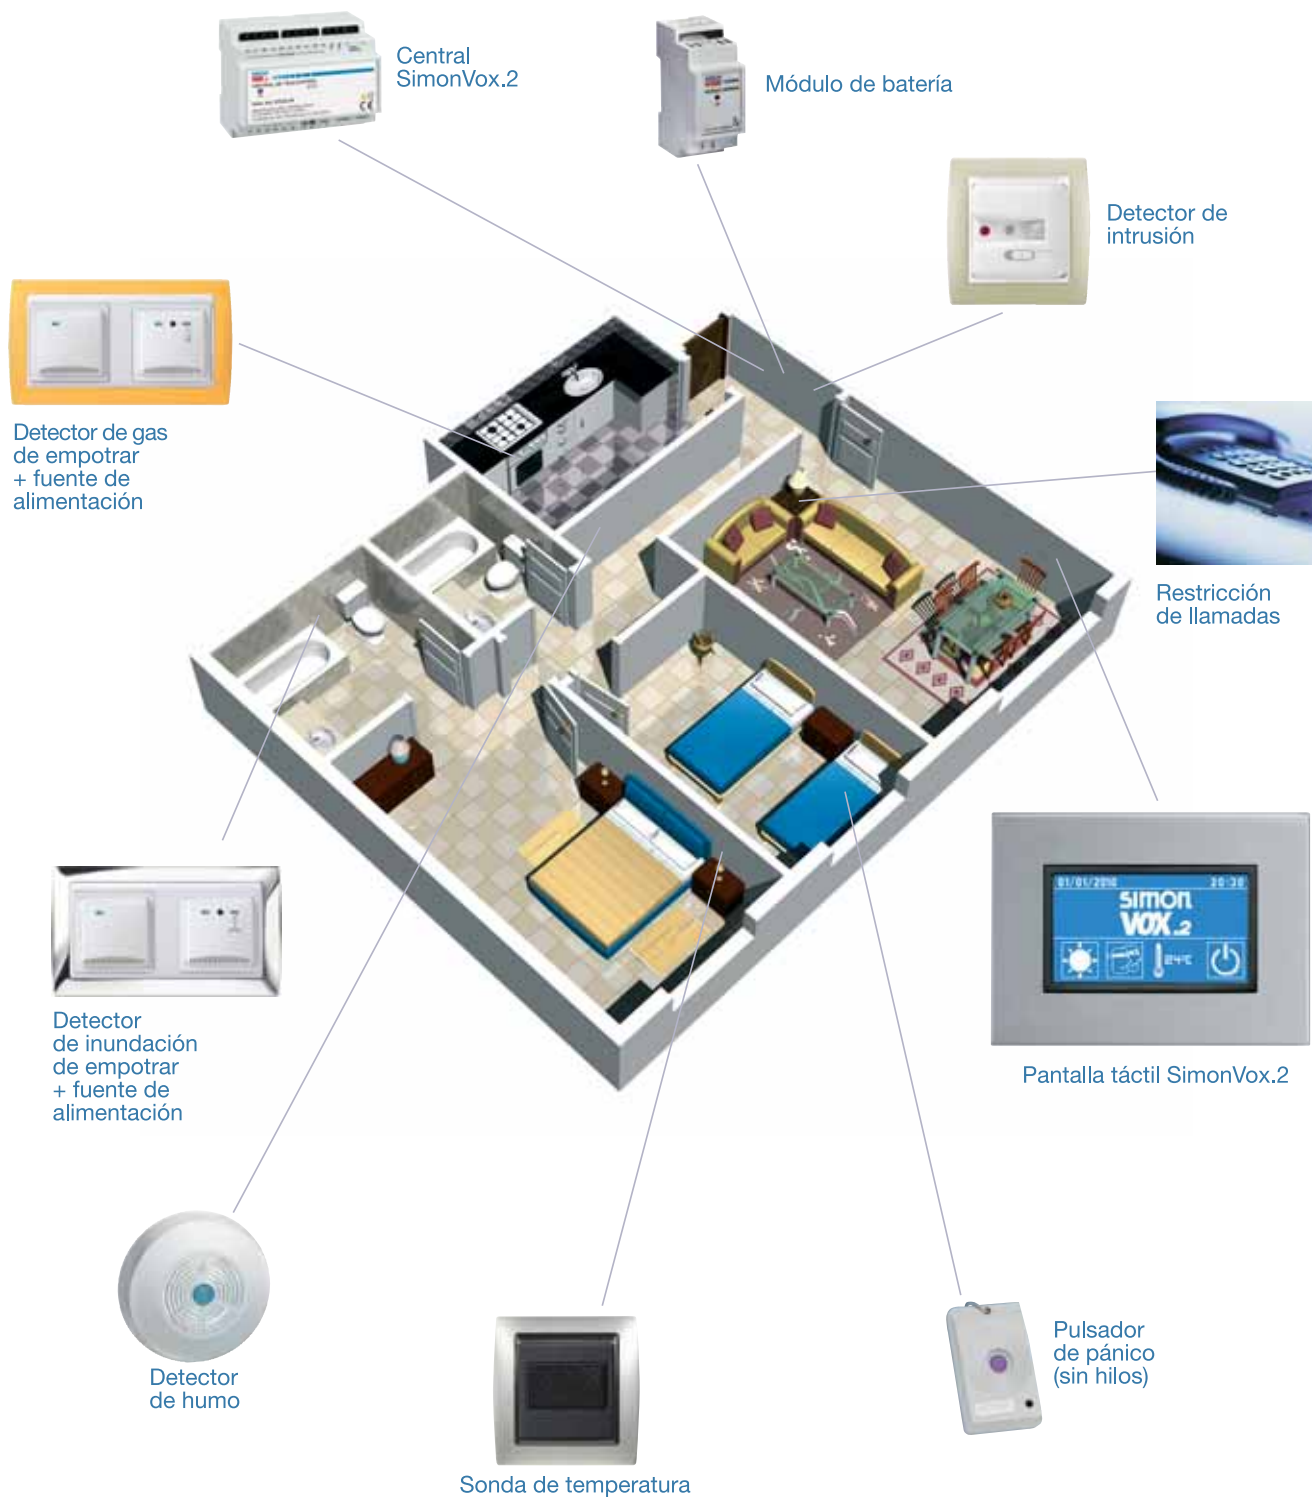 Central
SimonVox.2
Módulo de batería
Detector de
intrusión
Detector de gas
de empotrar
+ fuente de
alimentación
Restricción
de llamadas
01/01/2010 20:30
simon
VOX.2
24ºC
Pantalla táctil SimonVox.2
Detector
de inundación
de empotrar
+ fuente de
alimentación
Detector
de humo
Sonda de temperatura
Pulsador
de pánico
(sin hilos)